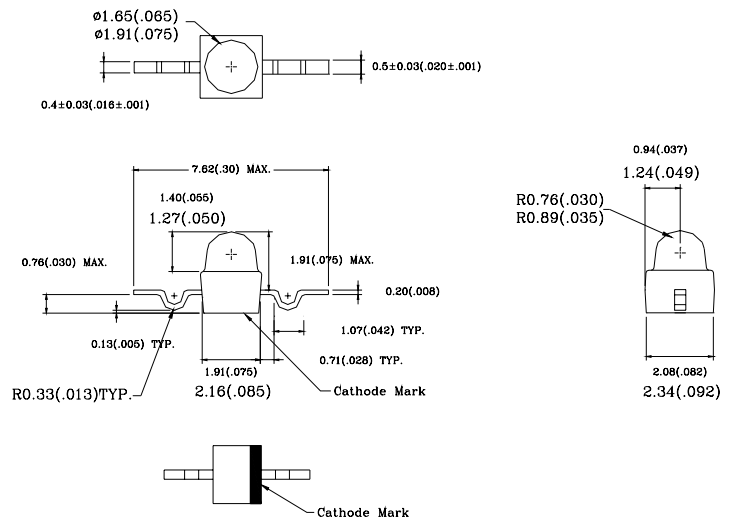 ø1.65(.065)
ø1.91(.075)
0.5±0.03(.020±.001)
0.4±0.03(.016±.001)
7.62(.30) MAX.
1.40(.055)
1.27(.050)
0.76(.030) MAX.
1.91(.075) MAX.
0.20(.008)
1.07(.042) TYP.
0.13(.005) TYP.
0.71(.028) TYP.
1.91(.075)
2.16(.085)
R0.33(.013)TYP.
Cathode Mark
0.94(.037)
1.24(.049)
R0.76(.030)
R0.89(.035)
2.08(.082)
2.34(.092)
Cathode Mark